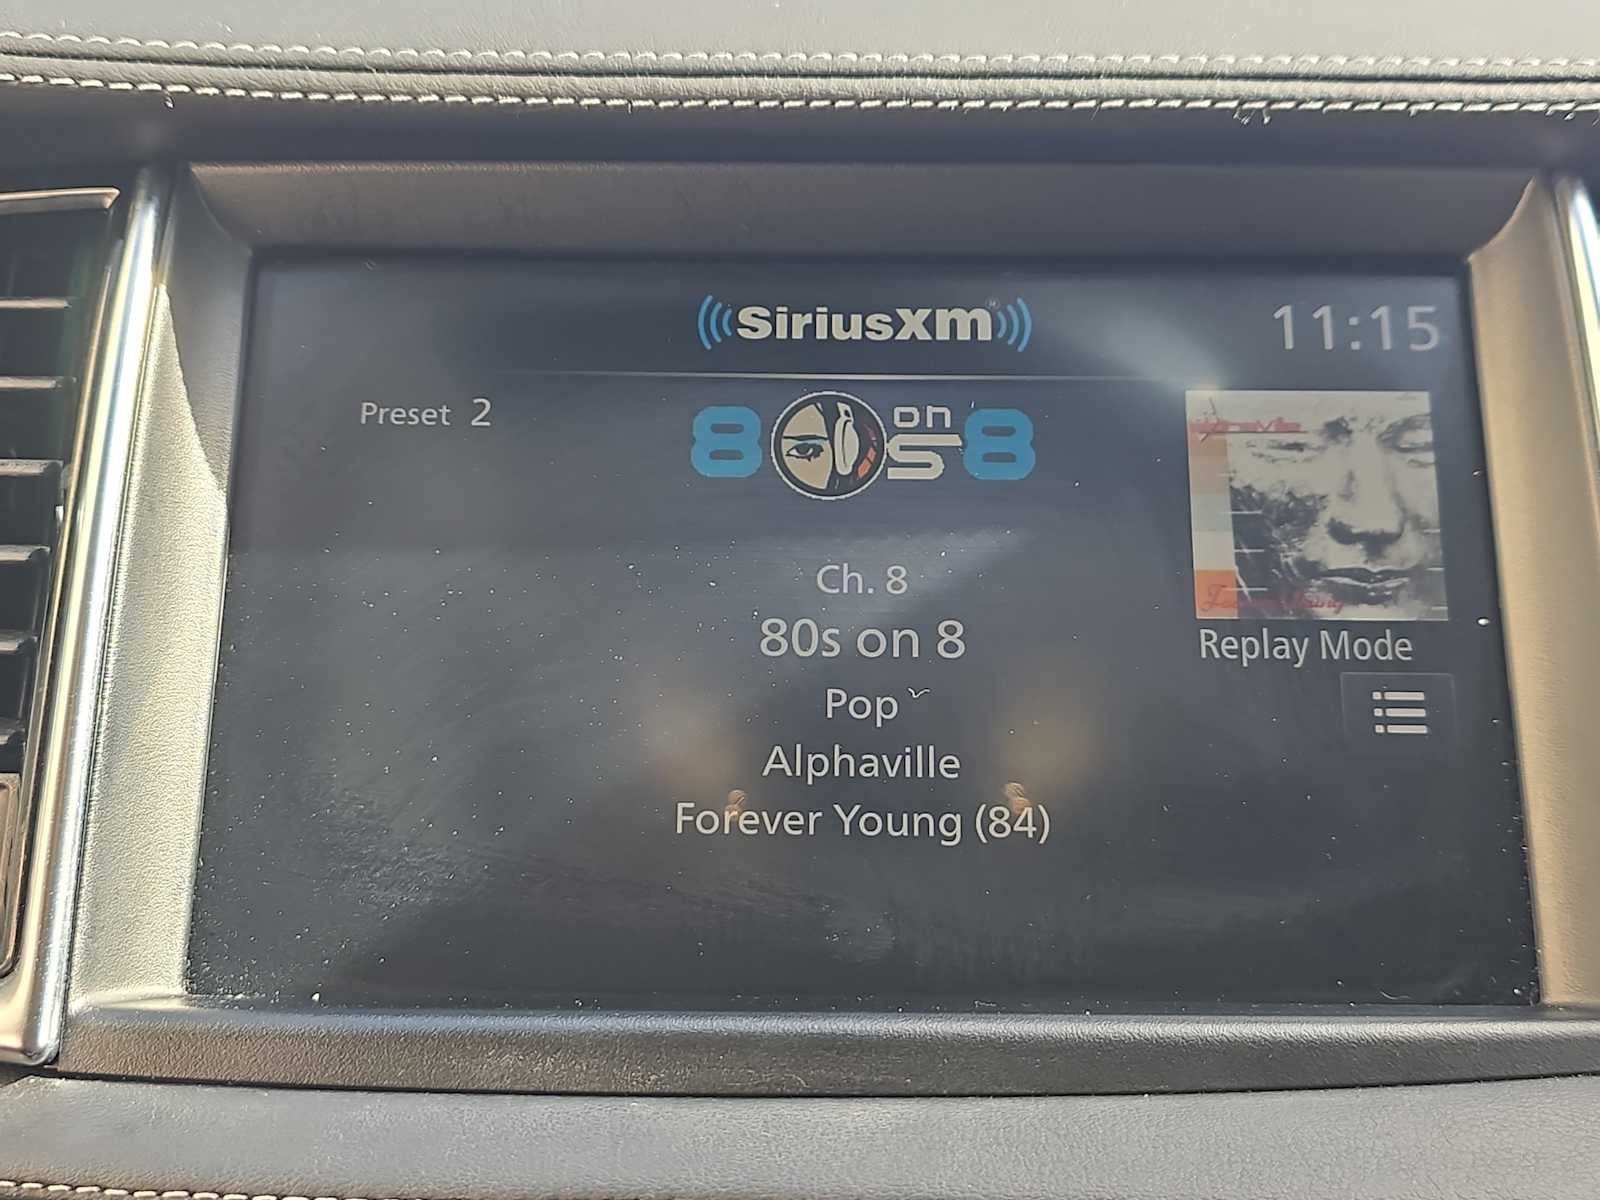 SiriusXm
11:15
Preset 2
80s on 8
Ch. 8
80s on 8
Replay Mode
Pop
Alphaville
Forever Young (84)